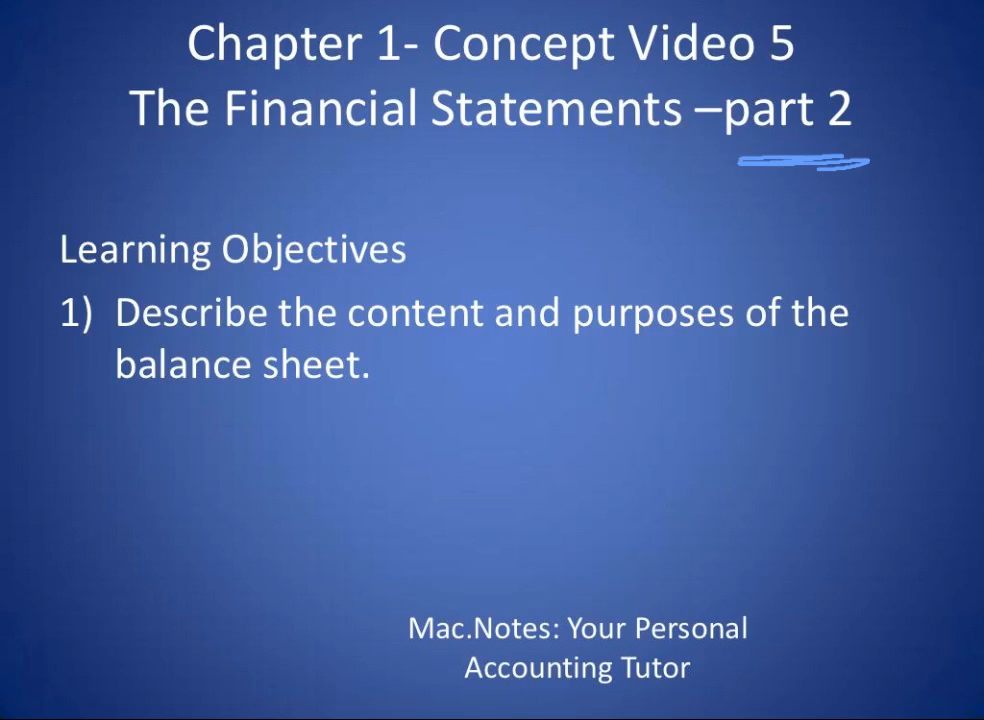 Chapter 1- Concept Video 5
The Financial Statements –part 2
Learning Objectives
1) Describe the content and purposes of the
balance sheet.
Mac.Notes: Your Personal
Accounting Tutor